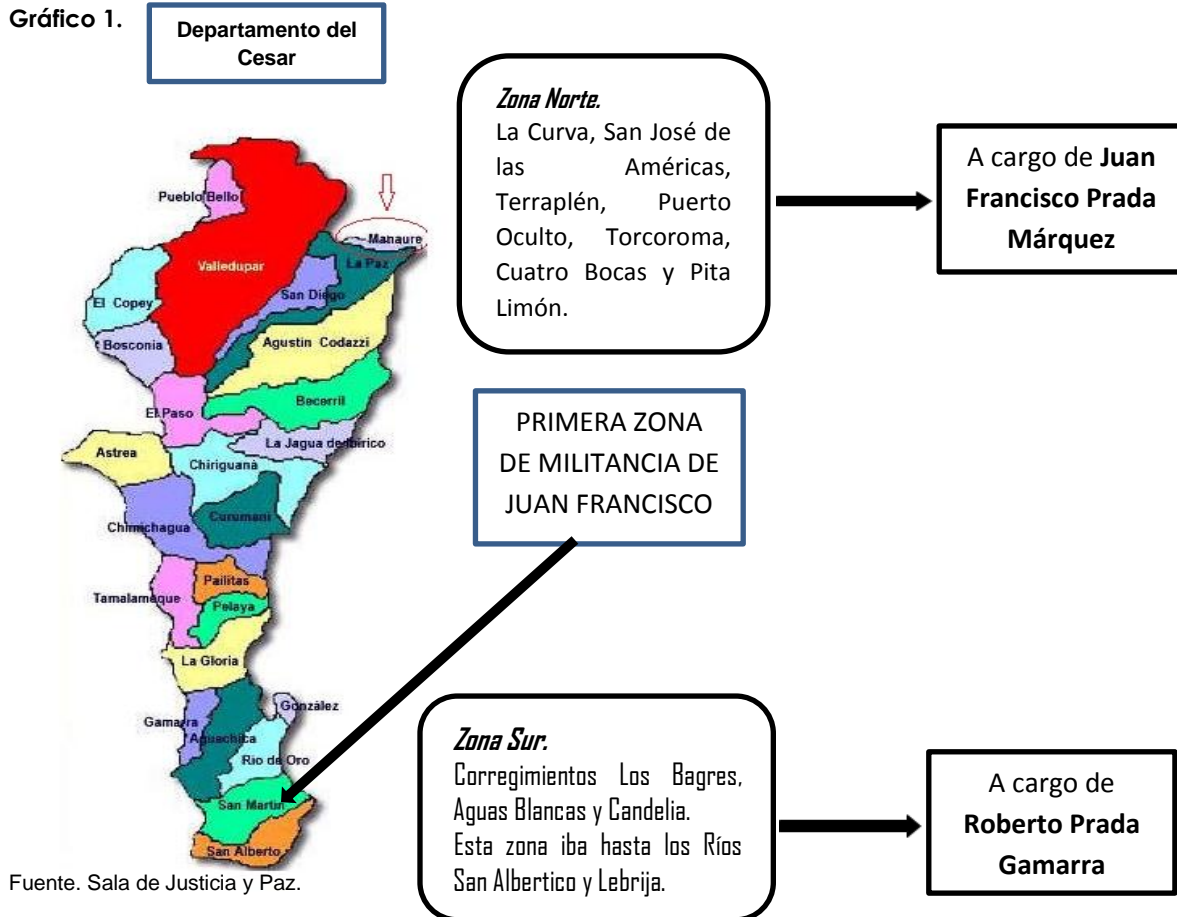 Gráfico 1.
Departamento del
Cesar
Zona Norte.
La Curva, San José de
las Américas,
Terraplén, Puerto
Oculto, Torcoroma,
Cuatro Bocas y Pita
Limón.
A cargo de Juan
Francisco Prada
Márquez
Pueblo Bello
Manaure
La Paz
Valledupar
San Diego
El Copey
Bosconia
Agustin Codazzi
Becerril
El Paso
La Jagua de Ibirico
Astrea
Chiriguaná
Curumani
Chimichagua
Pailitas
Tamalameque
Pelaya
La Gloria
González
Gamarra
Aguachica
Rio de Oro
San Martin
San Alberto
PRIMERA ZONA
DE MILITANCIA DE
JUAN FRANCISCO
Zona Sur.
Corregimientos Los Bagres,
Aguas Blancas y Candelia.
Esta zona iba hasta los Ríos
San Albertico y Lebrija.
A cargo de
Roberto Prada
Gamarra
Fuente. Sala de Justicia y Paz.